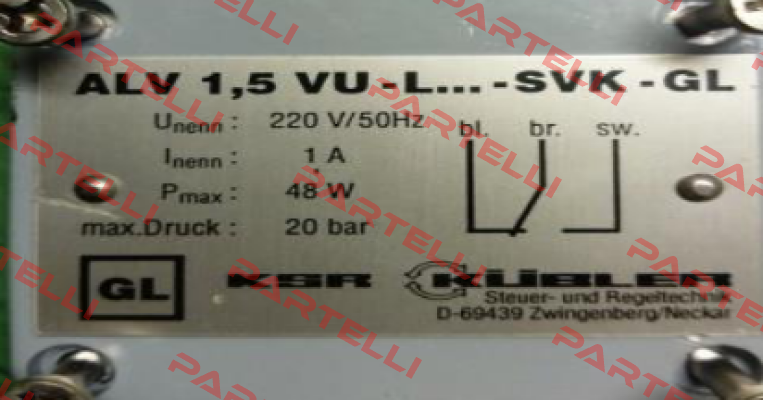 ALV 1,5 VU-L...-SVK-GL
Unenn : 220 V/50Hz
Inenn : 1 A
Pmax : 48 W
max.Druck : 20 bar
bl. br. sw.
GL KSR KÜBLER
Steuer- und Regeltechnik
D-69439 Zwingenberg/Neckar
PARTELLI